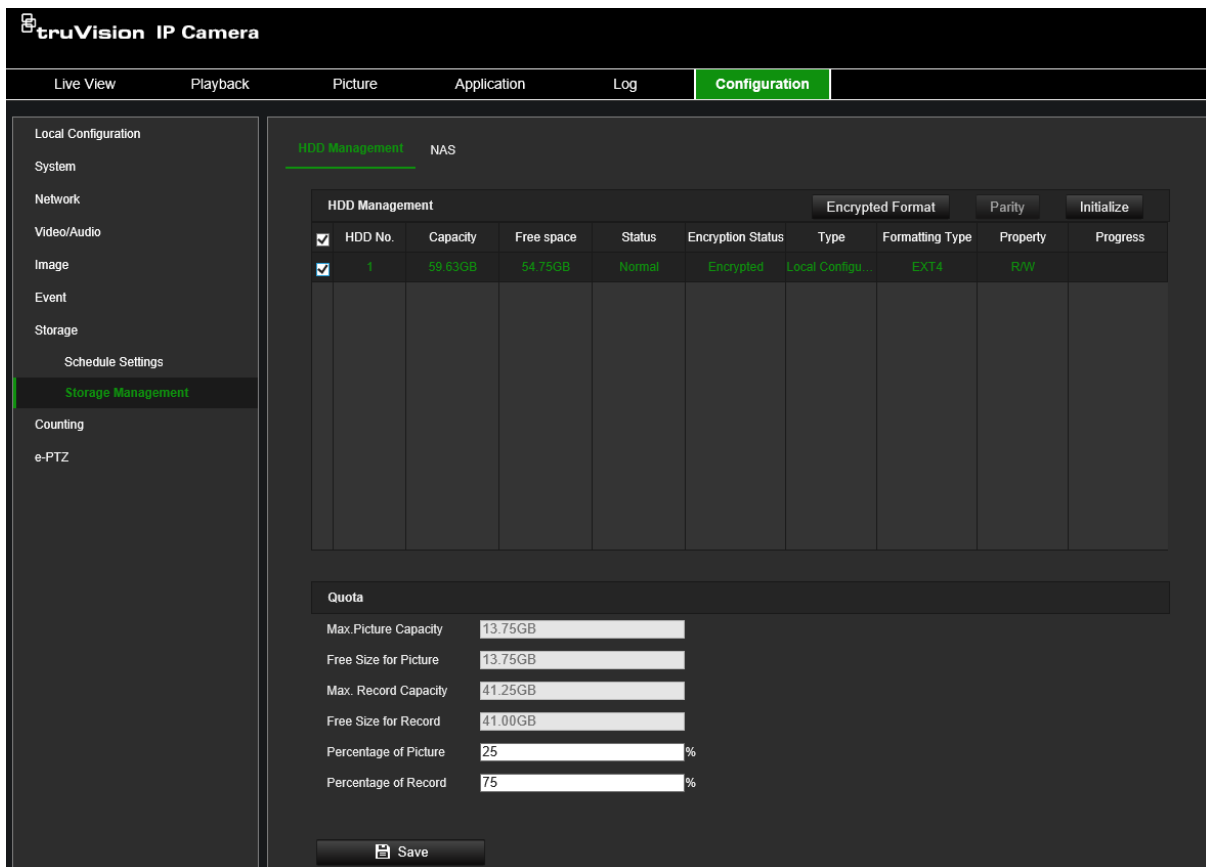 truVision IP Camera
Live View Playback Picture Application Log Configuration
Local Configuration
System
Network
Video/Audio
Image
Event
Storage
Schedule Settings
Storage Management
Counting
e-PTZ
HDD Management NAS
HDD Management Encrypted Format Parity Initialize
HDD No. Capacity Free space Status Encryption Status Type Formatting Type Property Progress
1 59.63GB 54.75GB Normal Encrypted Local Configu... EXT4 R/W
Quota
Max.Picture Capacity 13.75GB
Free Size for Picture 13.75GB
Max. Record Capacity 41.25GB
Free Size for Record 41.00GB
Percentage of Picture 25 %
Percentage of Record 75 %
Save